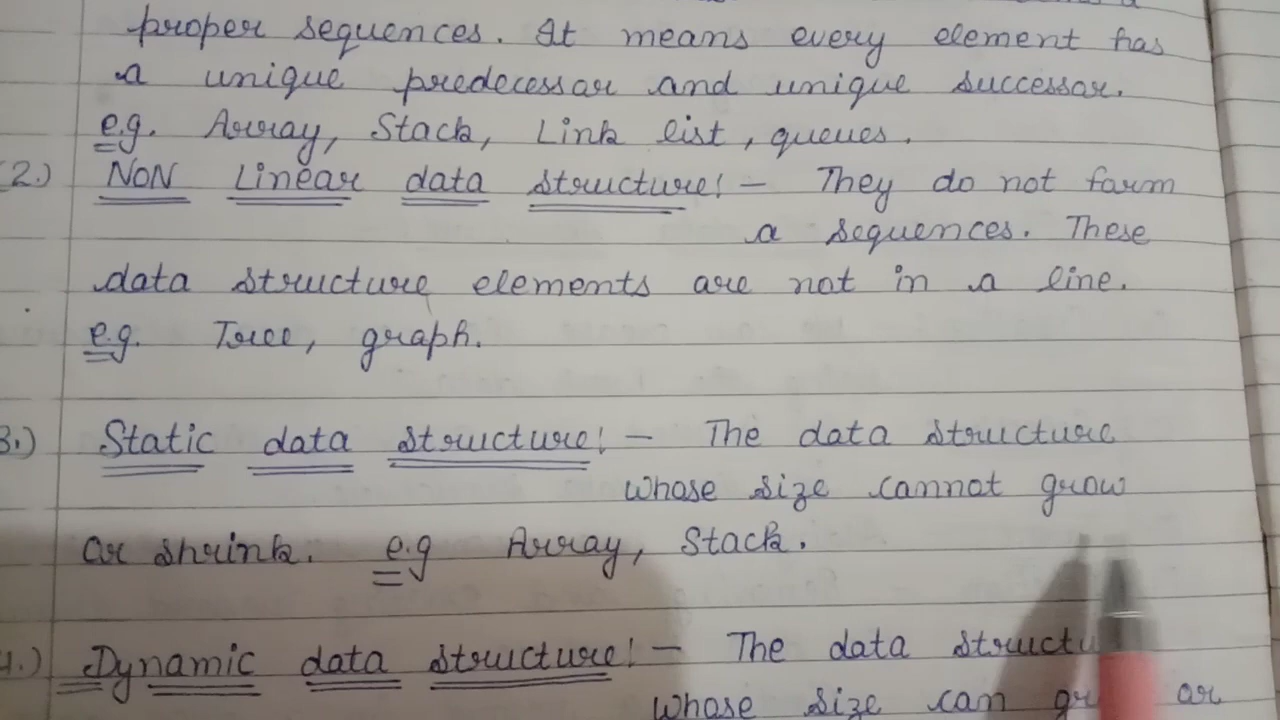 proper sequences. It means every element has
a unique predecessor and unique successor.
e.g. Array, Stack, Link list, queues.
2.) NON Linear data structure:- They do not form
a sequences. These
data structure elements are not in a line.
e.g. Tree, graph.
3.) Static data structure:- The data structure
whose size cannot grow
or shrink. e.g Array, Stack.
4.) Dynamic data structure:- The data
whose size can or